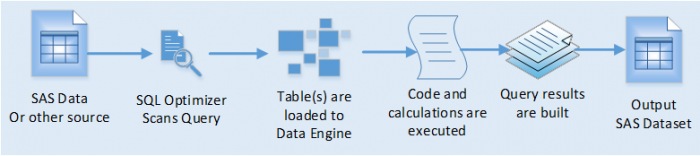 SAS Data
Or other source
SQL Optimizer
Scans Query
Table(s) are
loaded to
Data Engine
Code and
calculations are
executed
Query results
are built
Output
SAS Dataset